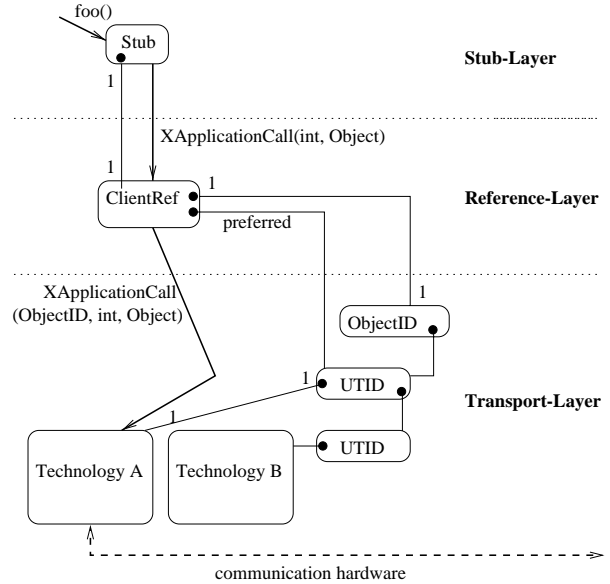 foo()
Stub
Stub-Layer
1
XApplicationCall(int, Object)
1
1
ClientRef
Reference-Layer
preferred
XApplicationCall
(ObjectID, int, Object)
1
ObjectID
1
UTID
Transport-Layer
1
UTID
Technology A
Technology B
communication hardware